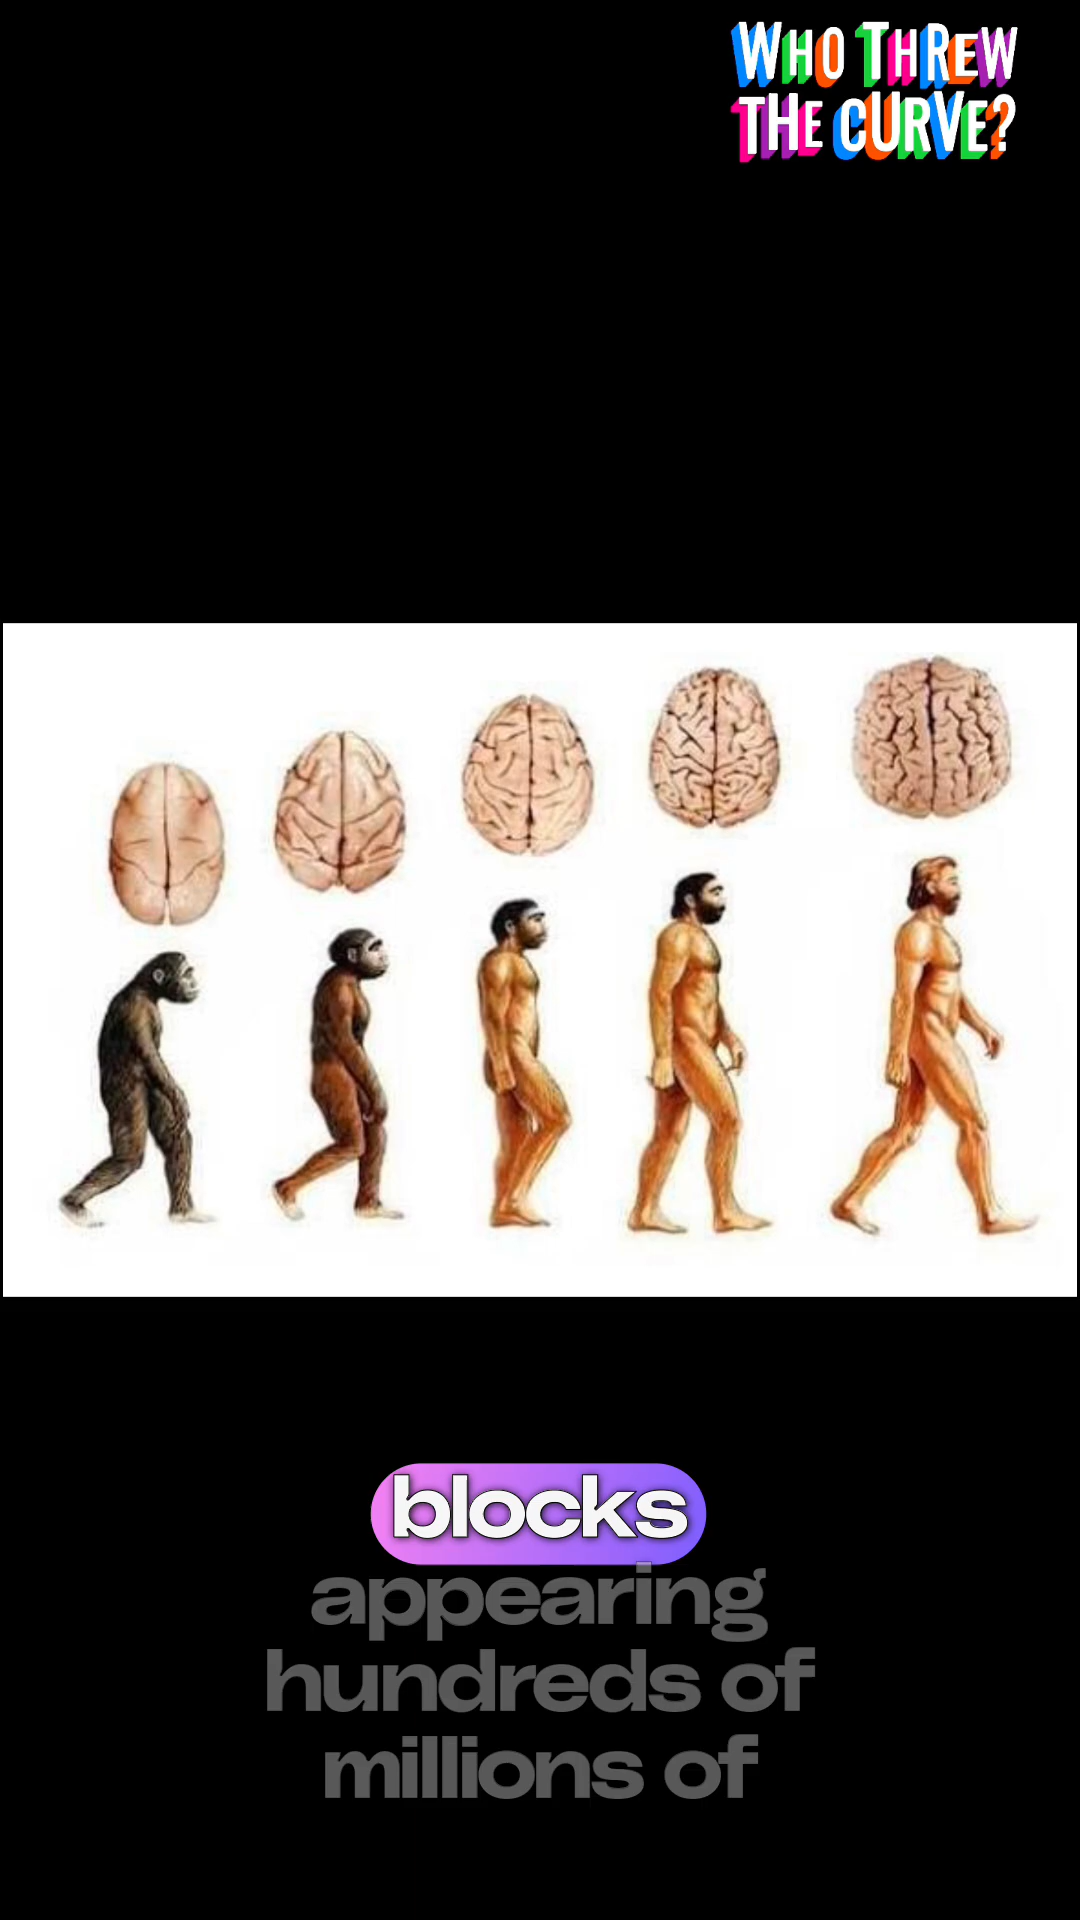 WHO THREW
THE CURVE?
blocks
appearing
hundreds of
millions of